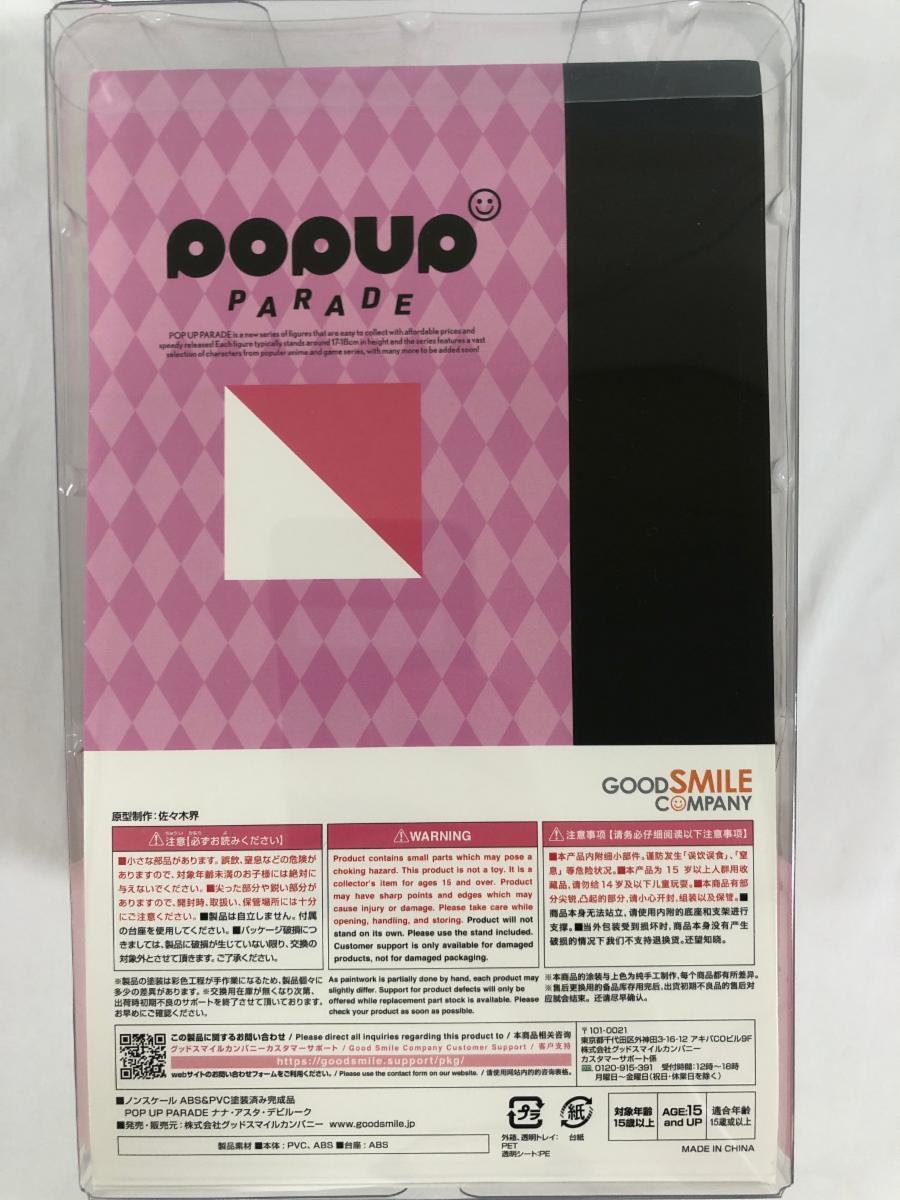 POPUP
PARADE
POP UP PARADE is a new series of figures that are easy to collect with affordable prices and
speedy releases! Each figure typically stands around 17-18cm in height and the series features a vast
selection of characters from popular anime and game series, with many more to be added soon!
GOOD SMILE
COMPANY
原型制作：佐々木界
注意【必ずお読みください】
■小さな部品があります。誤飲、窒息などの危険が
ありますので、対象年齢未満のお子様には絶対に
与えないでください。■尖った部分や鋭い部分が
ありますので、開封時、取扱い、保管場所には十分
にご注意ください。■製品は自立しません。付属
の台座を使用してください。■パッケージ破損につ
きましては、製品に破損が生じていない限り、交換の
対象外とさせて頂きます。ご了承ください。
WARNING
Product contains small parts which may pose a
choking hazard. This product is not a toy. It is a
collector's item for ages 15 and over. Product
may have sharp points and edges which may
cause injury or damage. Please take care while
opening, handling, and storing. Product will not
stand on its own. Please use the stand included.
Customer support is only available for damaged
products, not for damaged packaging.
注意事项【请务必仔细阅读以下注意事项】
■本产品内附细小部件。谨防发生「误饮误食」、「窒
息」等危险状况。■本产品为 15 岁以上人群用收
藏品,请勿给 14 岁及以下儿童玩耍。■本商品有部
分尖锐,凸起的部分,请小心开封,组装以及保管。■
商品本身无法站立,请使用内附的底座和支架进行
支撑。■当外包装受到损坏时,商品本身没有产生
破损的情况下我们不支持退换货。还望知晓。
※製品の塗装は彩色工程が手作業になるため、製品個々に
多少の差異があります。※交換用在庫が無くなり次第、
出荷時初期不良のサポートを終了させて頂いております。
お早めにご確認ください。
As paintwork is partially done by hand, each product may
slightly differ. Support for product defects will only be
offered while replacement part stock is available. Please
check your product as soon as possible.
※本商品的涂装与上色为纯手工制作,每个商品都有所差异。
※售后更换用的备品库存用完后,出货初期不良品的售后对
应就会结束。还请尽早确认。
この製品に関するお問い合わせ / Please direct all inquiries regarding this product to / 本商品相关咨询
グッドスマイルカンパニーカスタマーサポート / Good Smile Company Customer Support / 客户支持
https://goodsmile.support/pkg/
webサイトのお問い合わせフォームをご利用ください。/ Please use the contact form on our website. / 请使用网站内的的咨询表格。
〒101-0021
東京都千代田区外神田3-16-12 アキバCOビル9F
株式会社グッドスマイルカンパニー
カスタマーサポート係
0120-915-391 受付時間:12時〜18時
月曜日〜金曜日(祝日・休業日を除く)
■ノンスケール ABS&PVC塗装済み完成品
POP UP PARADE ナナ・アスタ・デビルーク
■発売・販売元：株式会社グッドスマイルカンパニー www.goodsmile.jp
製品素材 ■本体：PVC、ABS ■台座：ABS
プラ
外箱、透明トレイ：
PET
透明シート:PE
紙
台紙
対象年齢
15歳以上
AGE:15
and UP
適合年齢
15歳或以上
MADE IN CHINA